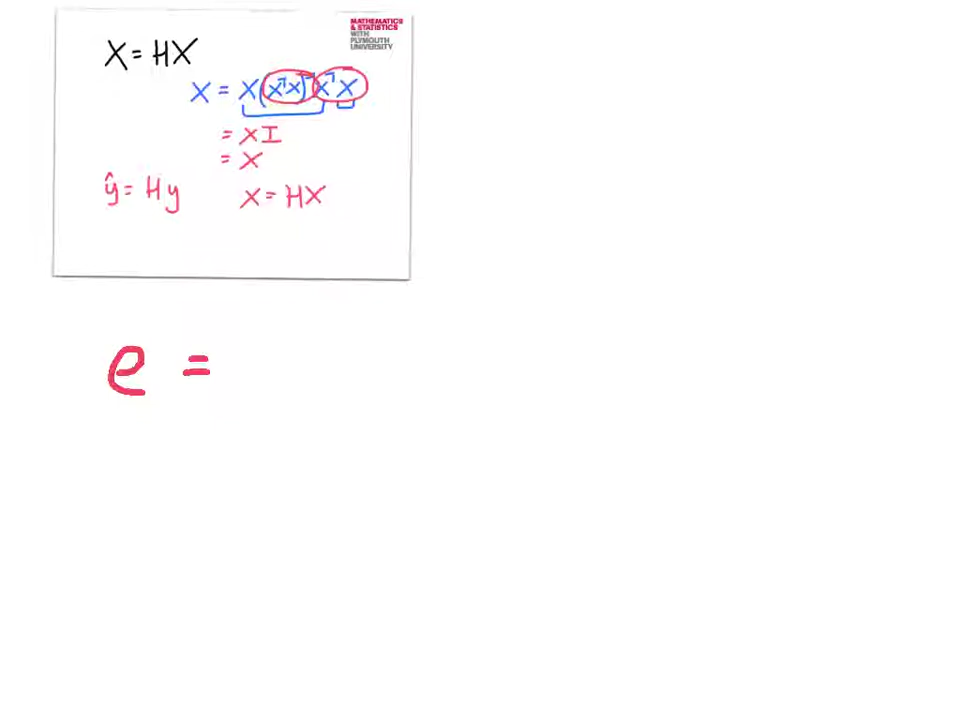 MATHEMATICS
& STATISTICS
WITH
PLYMOUTH
UNIVERSITY
X = HX
X = X(XᵀX)⁻¹XᵀX
= XI
= X
ŷ = Hy
X = HX
e =